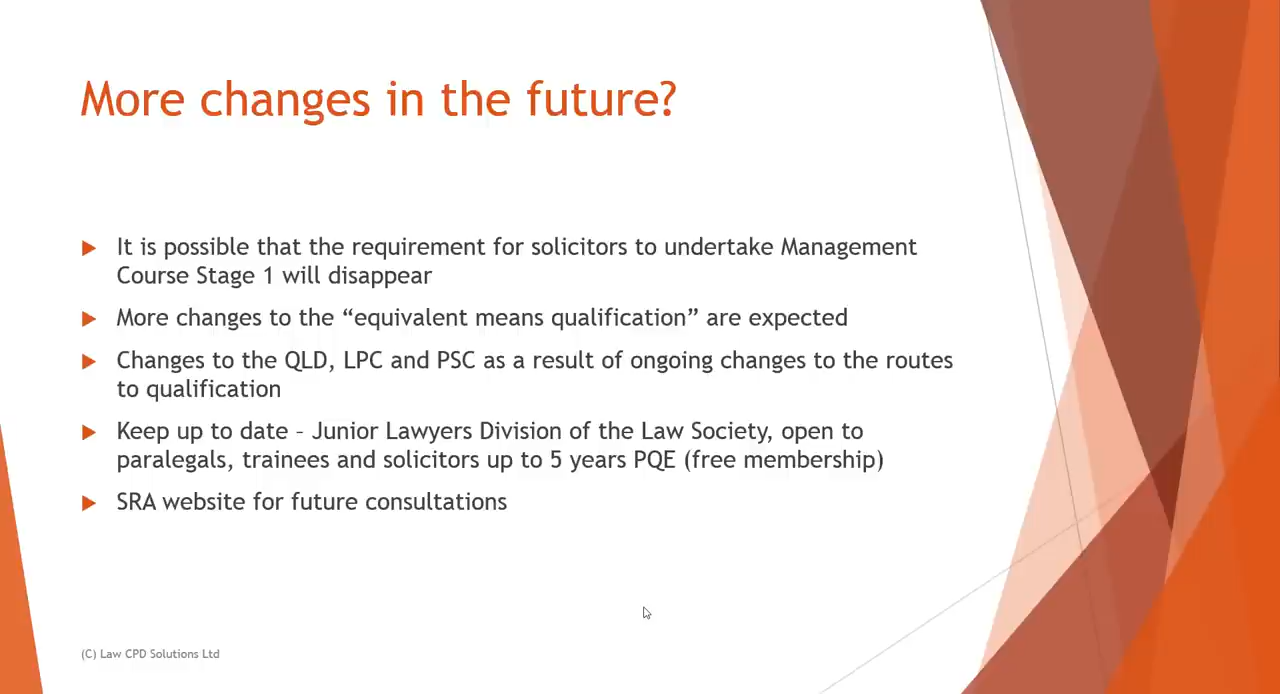 More changes in the future?
It is possible that the requirement for solicitors to undertake Management
Course Stage 1 will disappear
More changes to the “equivalent means qualification” are expected
Changes to the QLD, LPC and PSC as a result of ongoing changes to the routes
to qualification
Keep up to date – Junior Lawyers Division of the Law Society, open to
paralegals, trainees and solicitors up to 5 years PQE (free membership)
SRA website for future consultations
(C) Law CPD Solutions Ltd